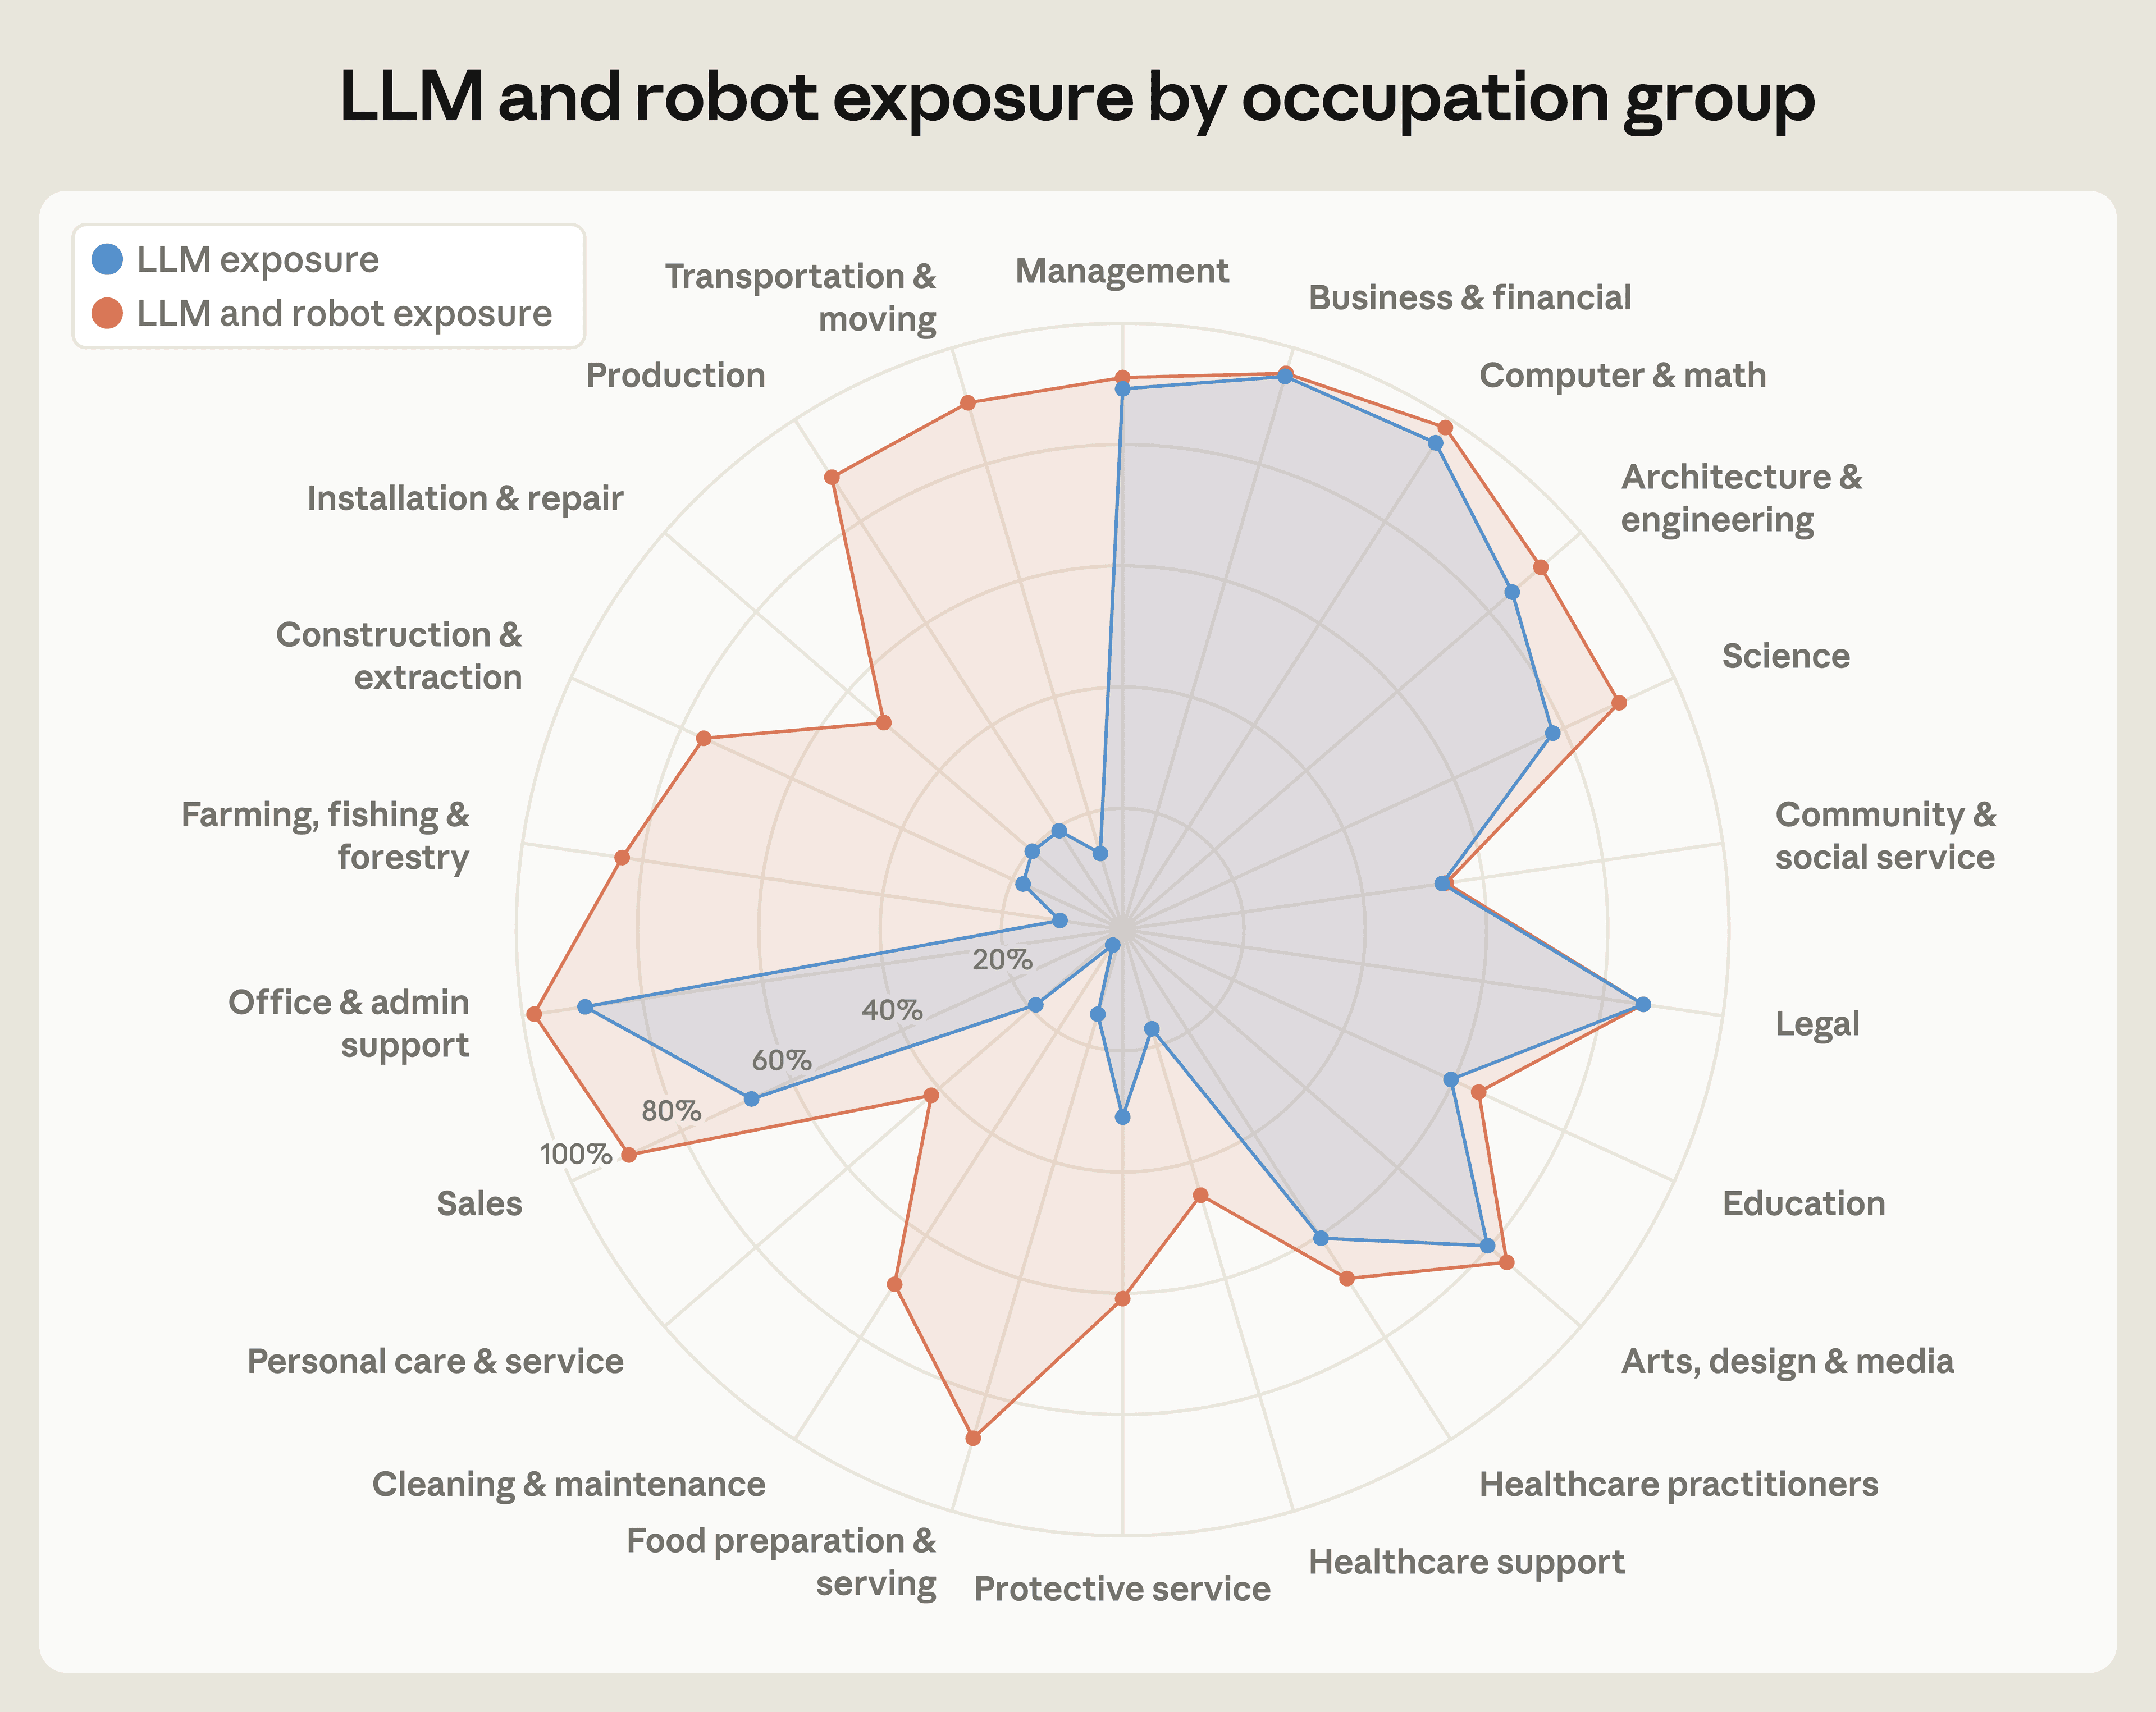 LLM and robot exposure by occupation group
LLM exposure
LLM and robot exposure
Management
Business & financial
Computer & math
Architecture &
engineering
Science
Community &
social service
Legal
Education
Arts, design & media
Healthcare practitioners
Healthcare support
Protective service
Food preparation &
serving
Cleaning & maintenance
Personal care & service
Sales
Office & admin
support
Farming, fishing &
forestry
Construction &
extraction
Installation & repair
Production
Transportation &
moving
20%
40%
60%
80%
100%